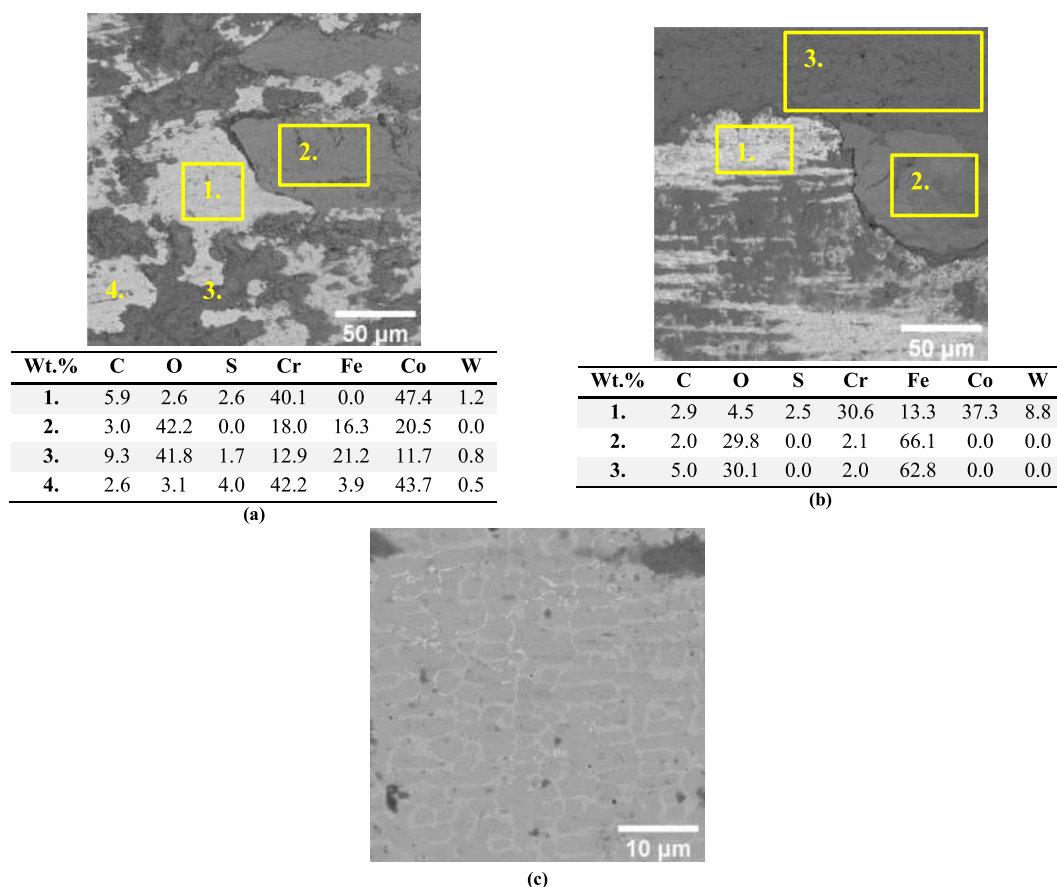 1.
2.
3.
4.
50 µm
Wt.% C O S Cr Fe Co W
1. 5.9 2.6 2.6 40.1 0.0 47.4 1.2
2. 3.0 42.2 0.0 18.0 16.3 20.5 0.0
3. 9.3 41.8 1.7 12.9 21.2 11.7 0.8
4. 2.6 3.1 4.0 42.2 3.9 43.7 0.5
(a)
3.
1.
2.
50 µm
Wt.% C O S Cr Fe Co W
1. 2.9 4.5 2.5 30.6 13.3 37.3 8.8
2. 2.0 29.8 0.0 2.1 66.1 0.0 0.0
3. 5.0 30.1 0.0 2.0 62.8 0.0 0.0
(b)
10 µm
(c)